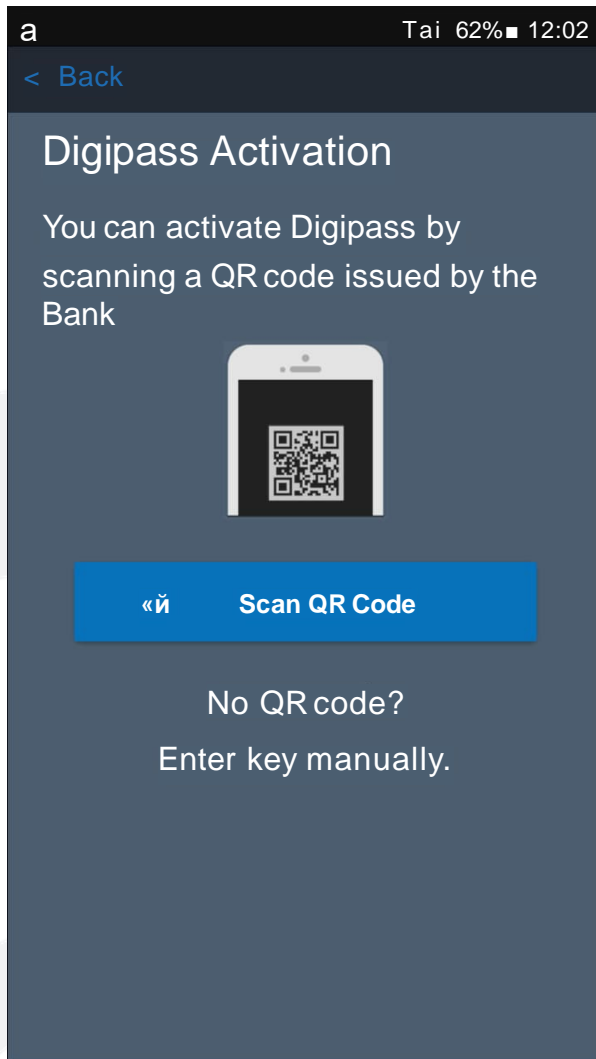 a Tai 62%■ 12:02
< Back
Digipass Activation
You can activate Digipass by
scanning a QR code issued by the
Bank
«й Scan QR Code
No QR code?
Enter key manually.